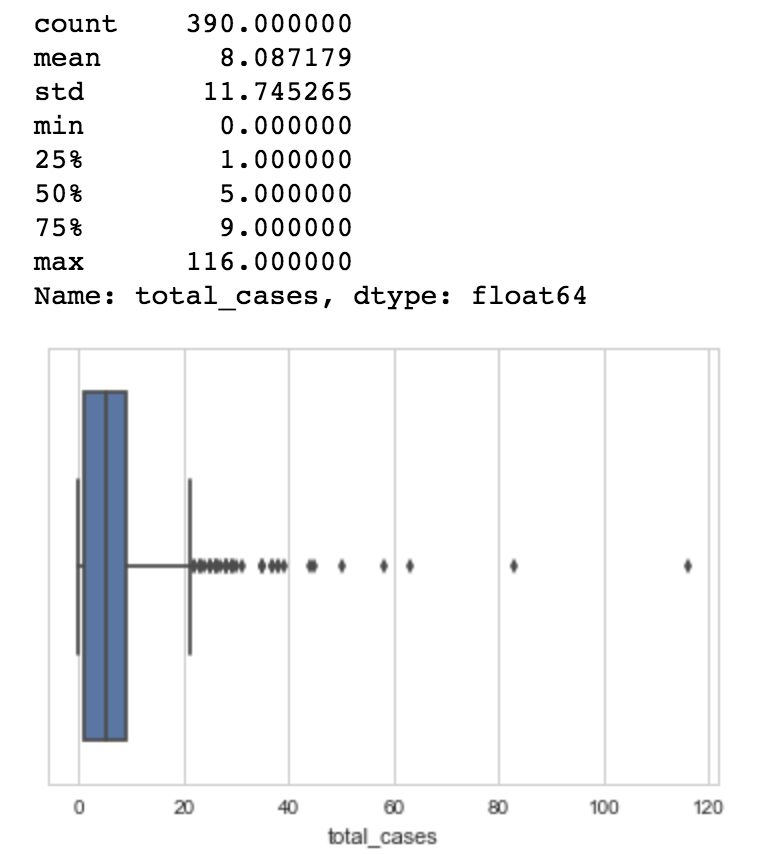 count 390.000000
mean 8.087179
std 11.745265
min 0.000000
25% 1.000000
50% 5.000000
75% 9.000000
max 116.000000
Name: total_cases, dtype: float64
0 20 40 60 80 100 120
total_cases